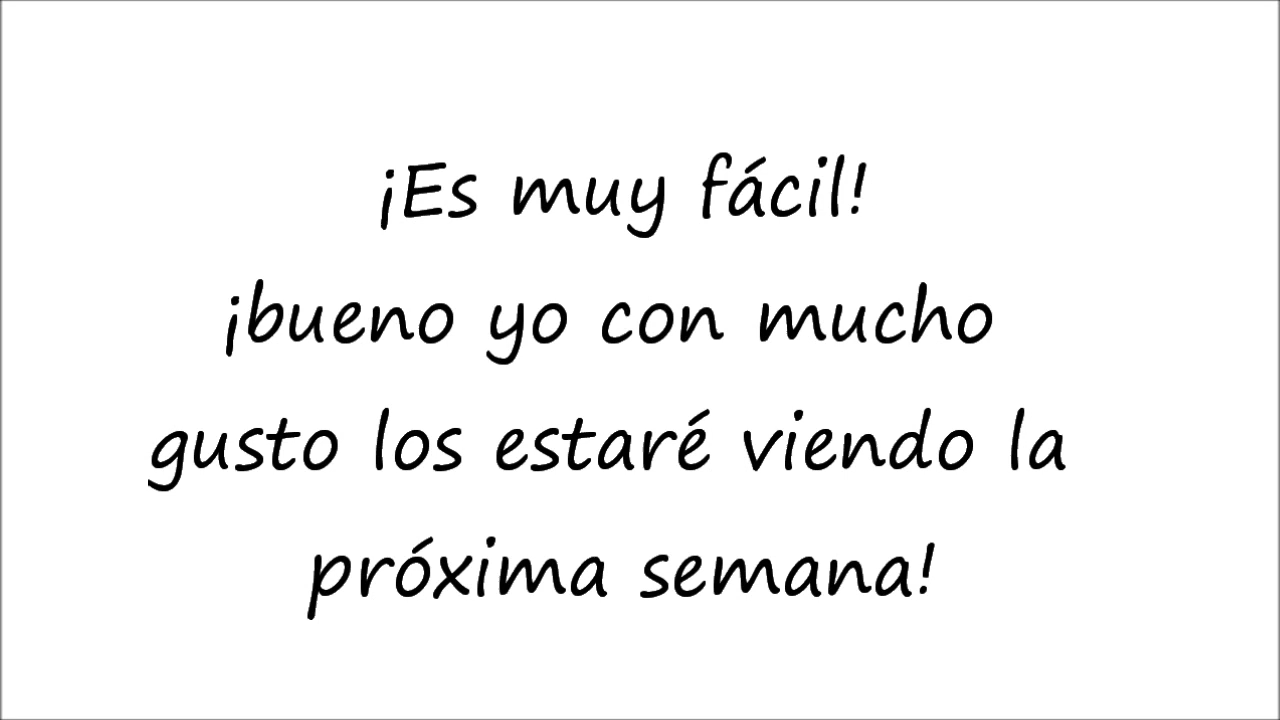 ¡Es muy fácil!
¡bueno yo con mucho
gusto los estaré viendo la
próxima semana!